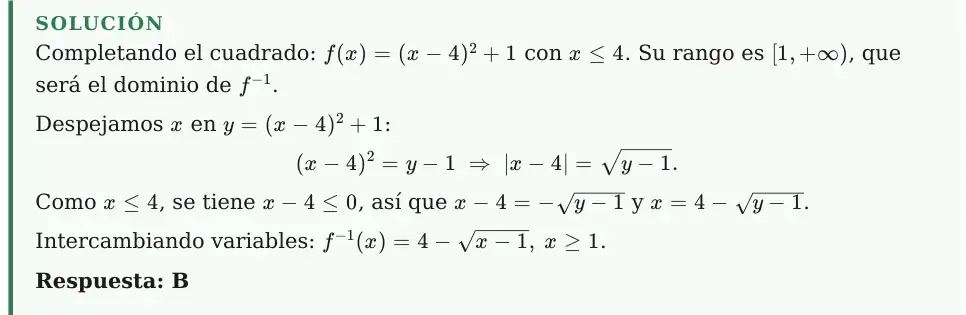 SOLUCIÓN
Completando el cuadrado: f(x) = (x − 4)² + 1 con x ≤ 4. Su rango es [1, +∞), que
será el dominio de f⁻¹.
Despejamos x en y = (x − 4)² + 1:
(x − 4)² = y − 1 ⇒ |x − 4| = √(y − 1).
Como x ≤ 4, se tiene x − 4 ≤ 0, así que x − 4 = −√(y − 1) y x = 4 − √(y − 1).
Intercambiando variables: f⁻¹(x) = 4 − √(x − 1), x ≥ 1.
Respuesta: B